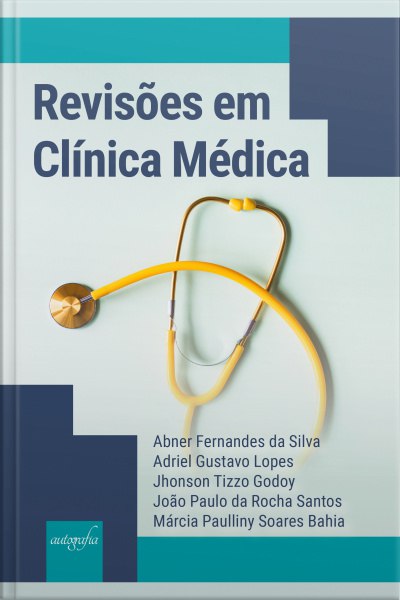 Revisões em
Clínica Médica
Abner Fernandes da Silva
Adriel Gustavo Lopes
Jhonson Tizzo Godoy
João Paulo da Rocha Santos
Márcia Paulliny Soares Bahia
autografia